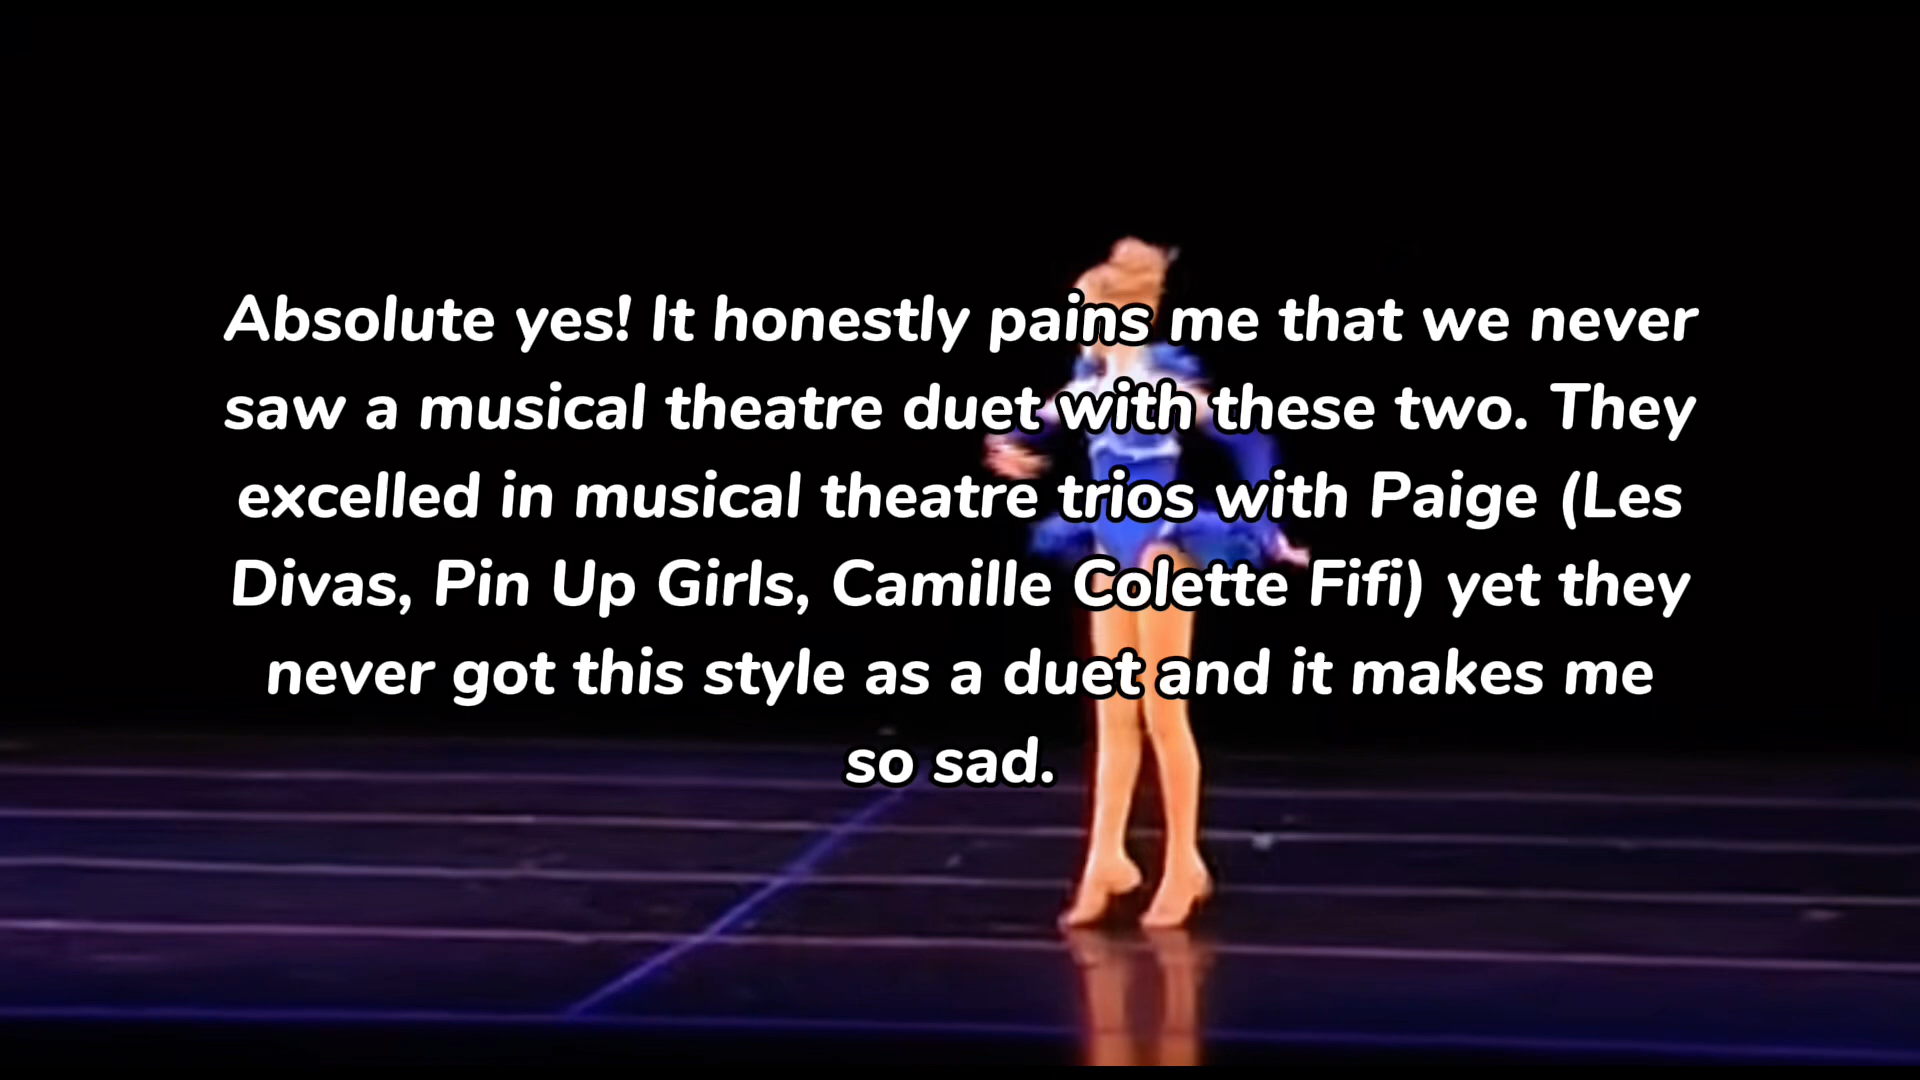 Absolute yes! It honestly pains me that we never
saw a musical theatre duet with these two. They
excelled in musical theatre trios with Paige (Les
Divas, Pin Up Girls, Camille Colette Fifi) yet they
never got this style as a duet and it makes me
so sad.